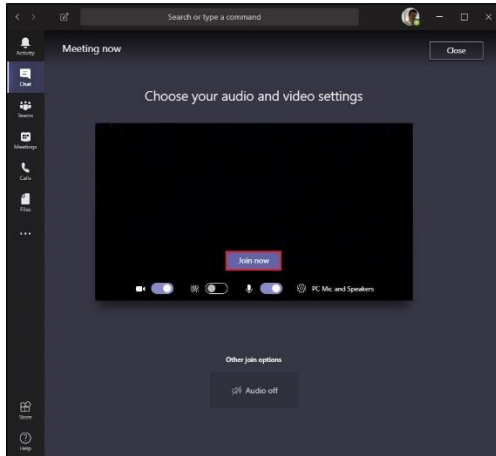 Search or type a command
Activity
Meeting now
Close
Chat
Choose your audio and video settings
Teams
Meetings
Calls
Files
Join now
PC Mic and Speakers
Other join options
Audio off
Store
Help